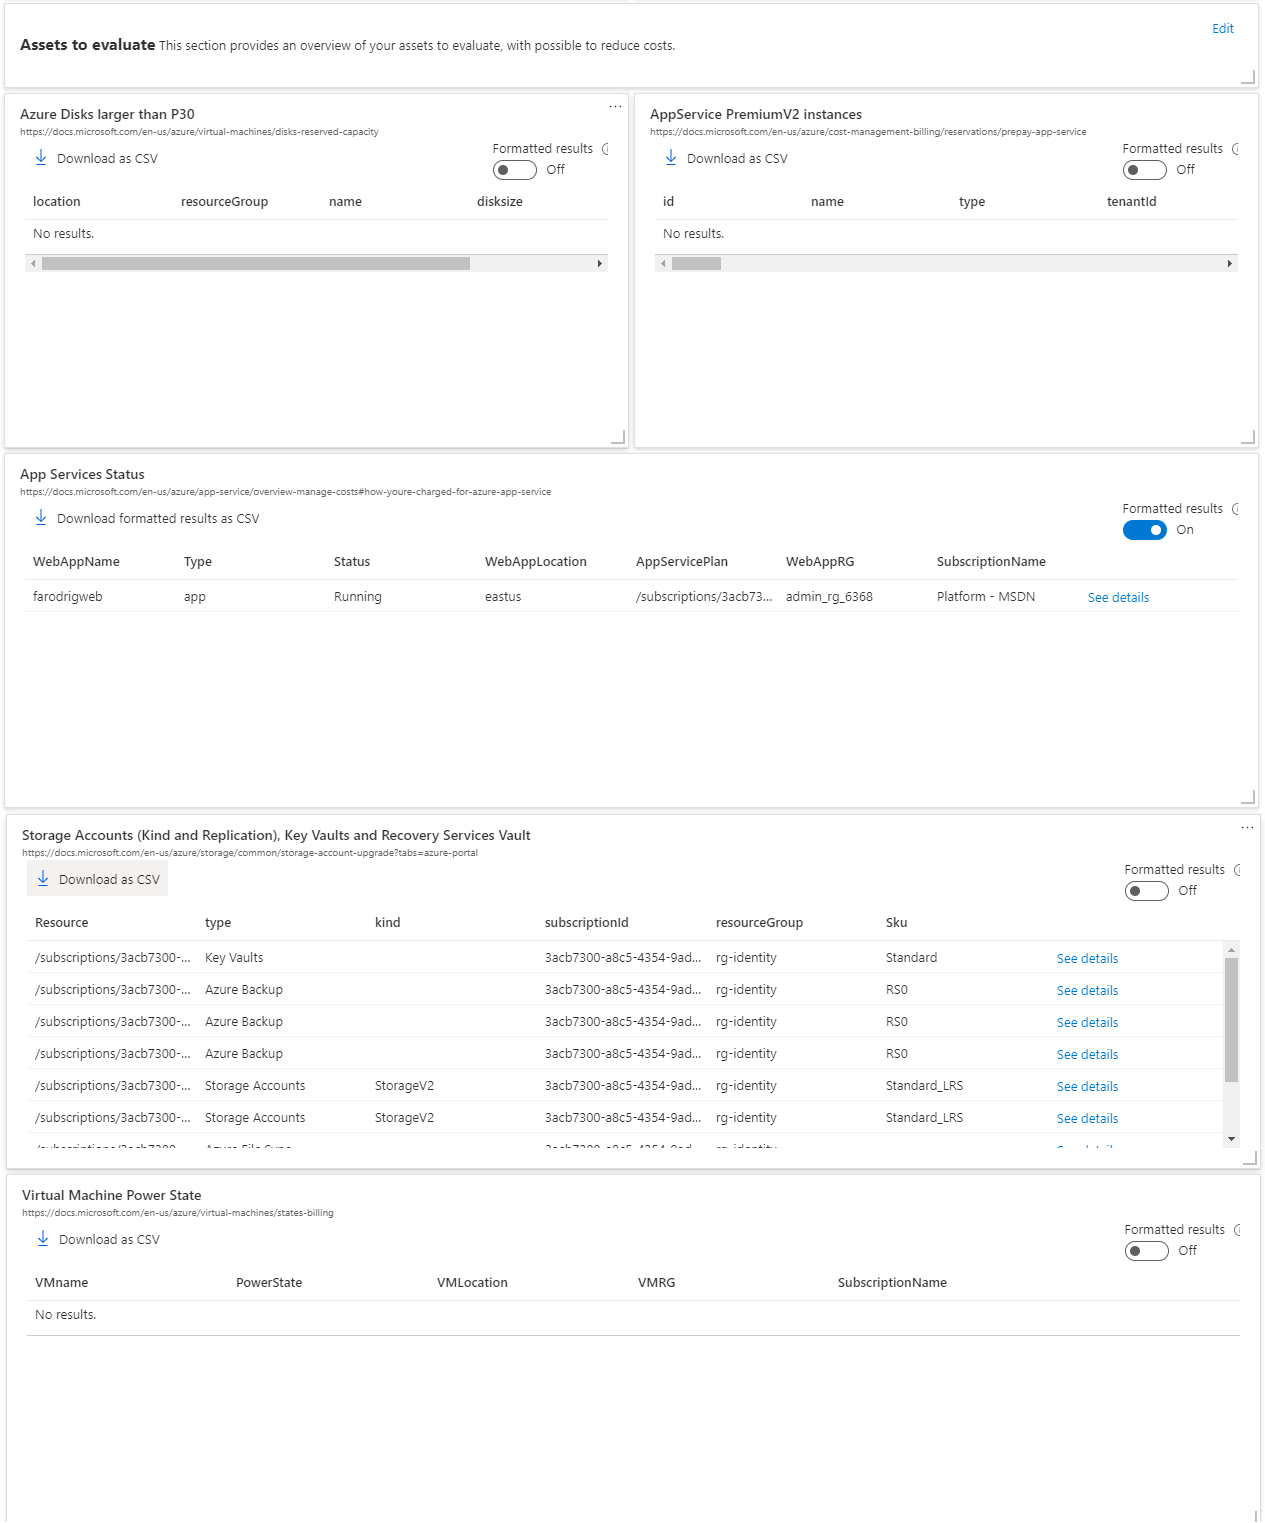 Edit
Assets to evaluate This section provides an overview of your assets to evaluate, with possible to reduce costs.
Azure Disks larger than P30
https://docs.microsoft.com/en-us/azure/virtual-machines/disks-reserved-capacity
Download as CSV
Formatted results
Off
location resourceGroup name disksize
No results.
AppService PremiumV2 instances
https://docs.microsoft.com/en-us/azure/cost-management-billing/reservations/prepay-app-service
Download as CSV
Formatted results
Off
id name type tenantId
No results.
App Services Status
https://docs.microsoft.com/en-us/azure/app-service/overview-manage-costs#how-youre-charged-for-azure-app-service
Download formatted results as CSV
Formatted results
On
WebAppName Type Status WebAppLocation AppServicePlan WebAppRG SubscriptionName
farodrigweb app Running eastus /subscriptions/3acb73... admin_rg_6368 Platform - MSDN See details
Storage Accounts (Kind and Replication), Key Vaults and Recovery Services Vault
https://docs.microsoft.com/en-us/azure/storage/common/storage-account-upgrade?tabs=azure-portal
Download as CSV
Formatted results
Off
Resource type kind subscriptionId resourceGroup Sku
/subscriptions/3acb7300-... Key Vaults 3acb7300-a8c5-4354-9ad... rg-identity Standard See details
/subscriptions/3acb7300-... Azure Backup 3acb7300-a8c5-4354-9ad... rg-identity RS0 See details
/subscriptions/3acb7300-... Azure Backup 3acb7300-a8c5-4354-9ad... rg-identity RS0 See details
/subscriptions/3acb7300-... Azure Backup 3acb7300-a8c5-4354-9ad... rg-identity RS0 See details
/subscriptions/3acb7300-... Storage Accounts StorageV2 3acb7300-a8c5-4354-9ad... rg-identity Standard_LRS See details
/subscriptions/3acb7300-... Storage Accounts StorageV2 3acb7300-a8c5-4354-9ad... rg-identity Standard_LRS See details
Virtual Machine Power State
https://docs.microsoft.com/en-us/azure/virtual-machines/states-billing
Download as CSV
Formatted results
Off
VMname PowerState VMLocation VMRG SubscriptionName
No results.